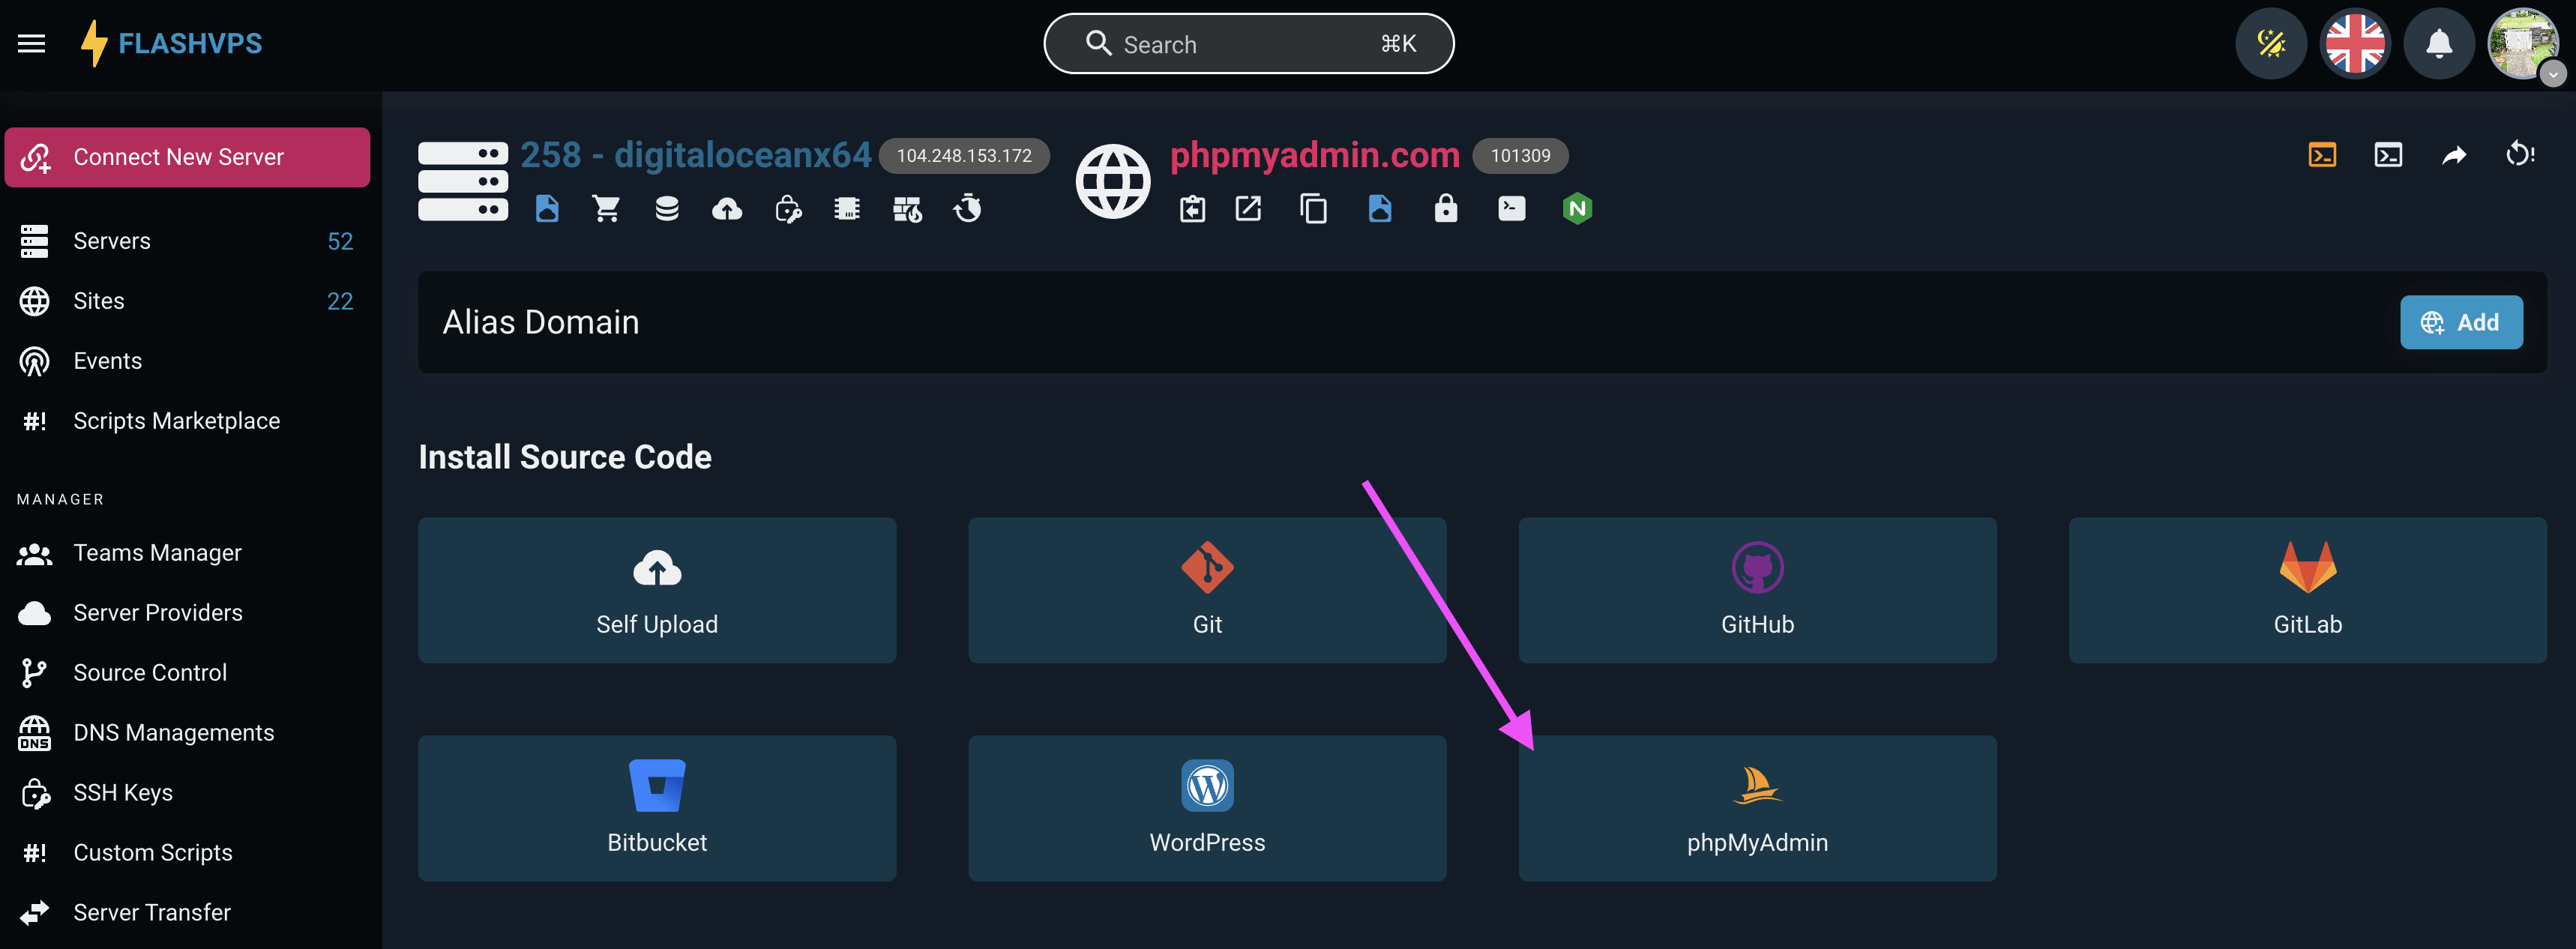 FLASHVPS
Search ⌘K
Connect New Server
Servers 52
Sites 22
Events
#! Scripts Marketplace
MANAGER
Teams Manager
Server Providers
Source Control
DNS DNS Managements
SSH Keys
#! Custom Scripts
Server Transfer
258 - digitaloceanx64 104.248.153.172
phpmyadmin.com 101309
N
Alias Domain
Add
Install Source Code
Self Upload
Git
GitHub
GitLab
Bitbucket
WordPress
phpMyAdmin